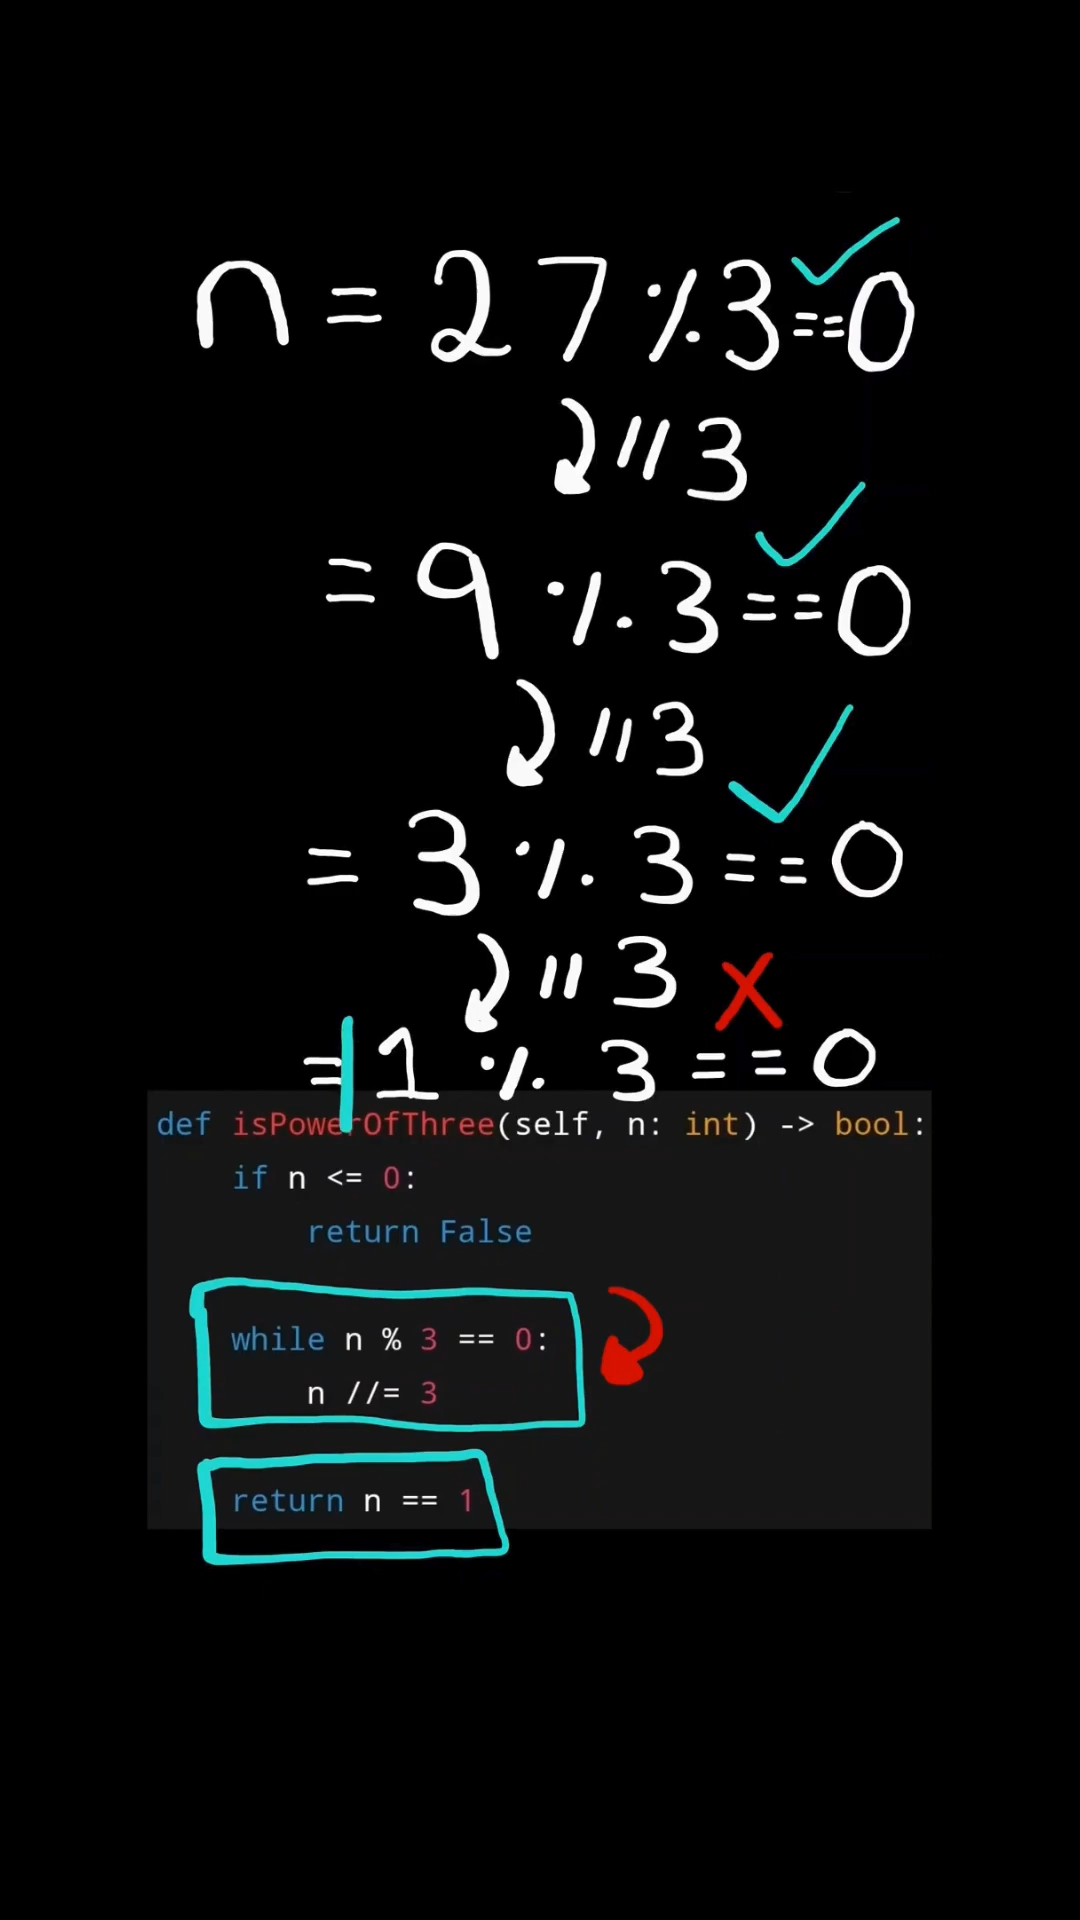 n = 27 % 3 == 0
// 3
= 9 % 3 == 0
// 3
= 3 % 3 == 0
// 3
= 1 % 3 == 0
def isPowerOfThree(self, n: int) -> bool:
if n <= 0:
return False
while n % 3 == 0:
n //= 3
return n == 1